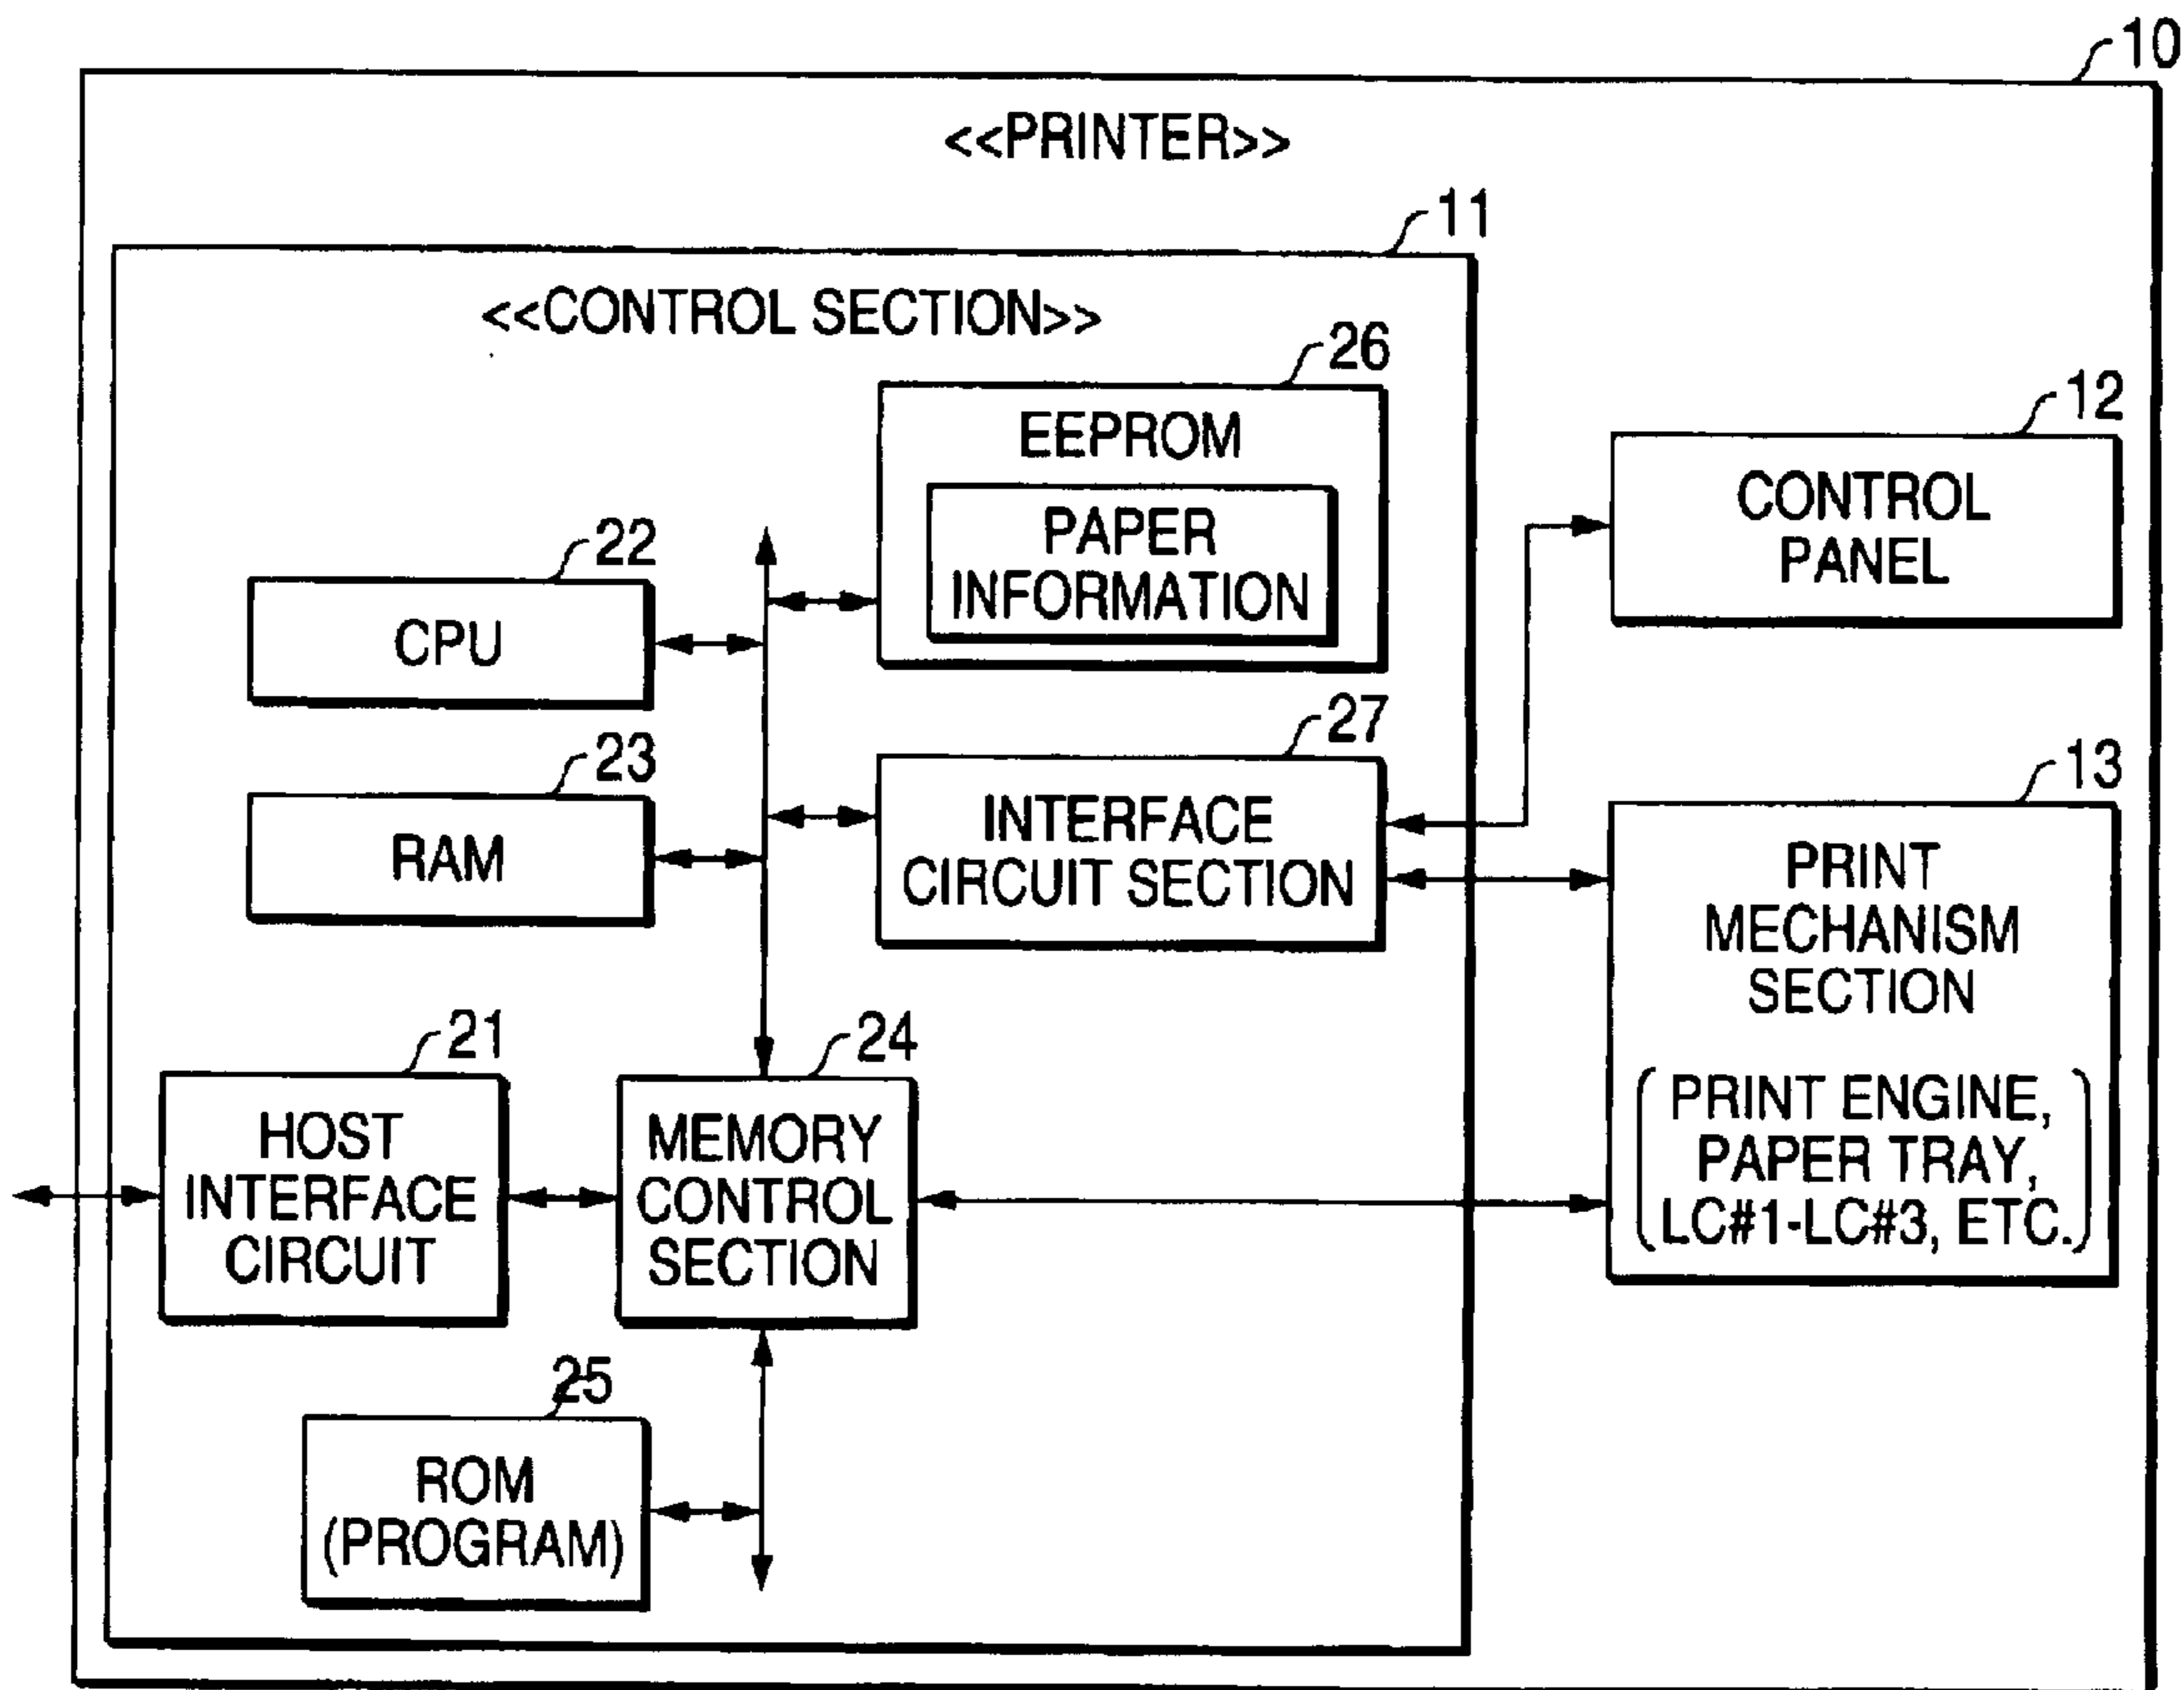 10
<<PRINTER>>
11
<<CONTROL SECTION>>
26
EEPROM
PAPER
INFORMATION
12
CONTROL
PANEL
22
CPU
27
INTERFACE
CIRCUIT SECTION
23
RAM
13
PRINT
MECHANISM
SECTION
PRINT ENGINE,
PAPER TRAY,
LC#1-LC#3, ETC.
21
HOST
INTERFACE
CIRCUIT
24
MEMORY
CONTROL
SECTION
25
ROM
(PROGRAM)